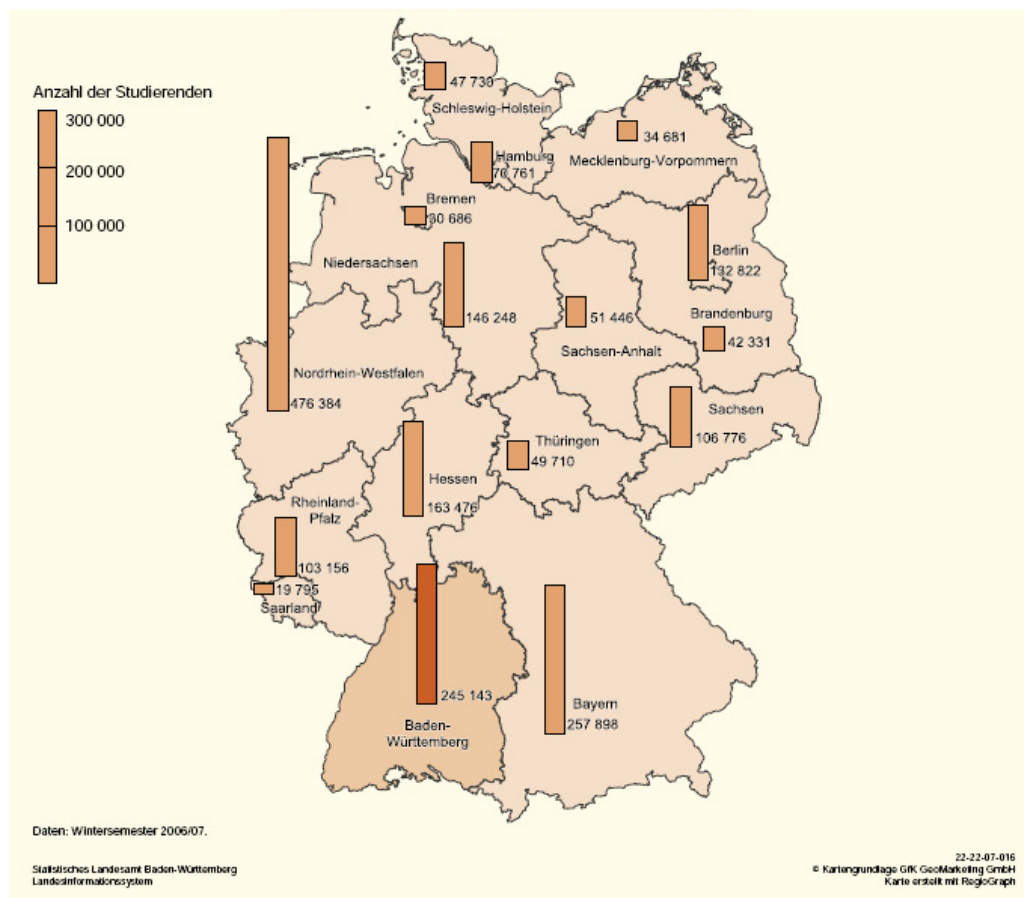 Anzahl der Studierenden
300 000
200 000
100 000
47 730
Schleswig-Holstein
34 681
Mecklenburg-Vorpommern
Hamburg
70 761
Bremen
30 686
Niedersachsen
146 248
Berlin
132 822
Brandenburg
42 331
51 446
Sachsen-Anhalt
Nordrhein-Westfalen
476 384
Sachsen
106 776
Thüringen
49 710
Hessen
163 476
Rheinland-
Pfalz
103 156
19 795
Saarland
245 143
Baden-
Württemberg
Bayern
257 898
Daten: Wintersemester 2006/07.
Statistisches Landesamt Baden-Württemberg
Landesinformationssystem
22-22-07-016
© Kartengrundlage GfK GeoMarketing GmbH
Karte erstellt mit RegioGraph